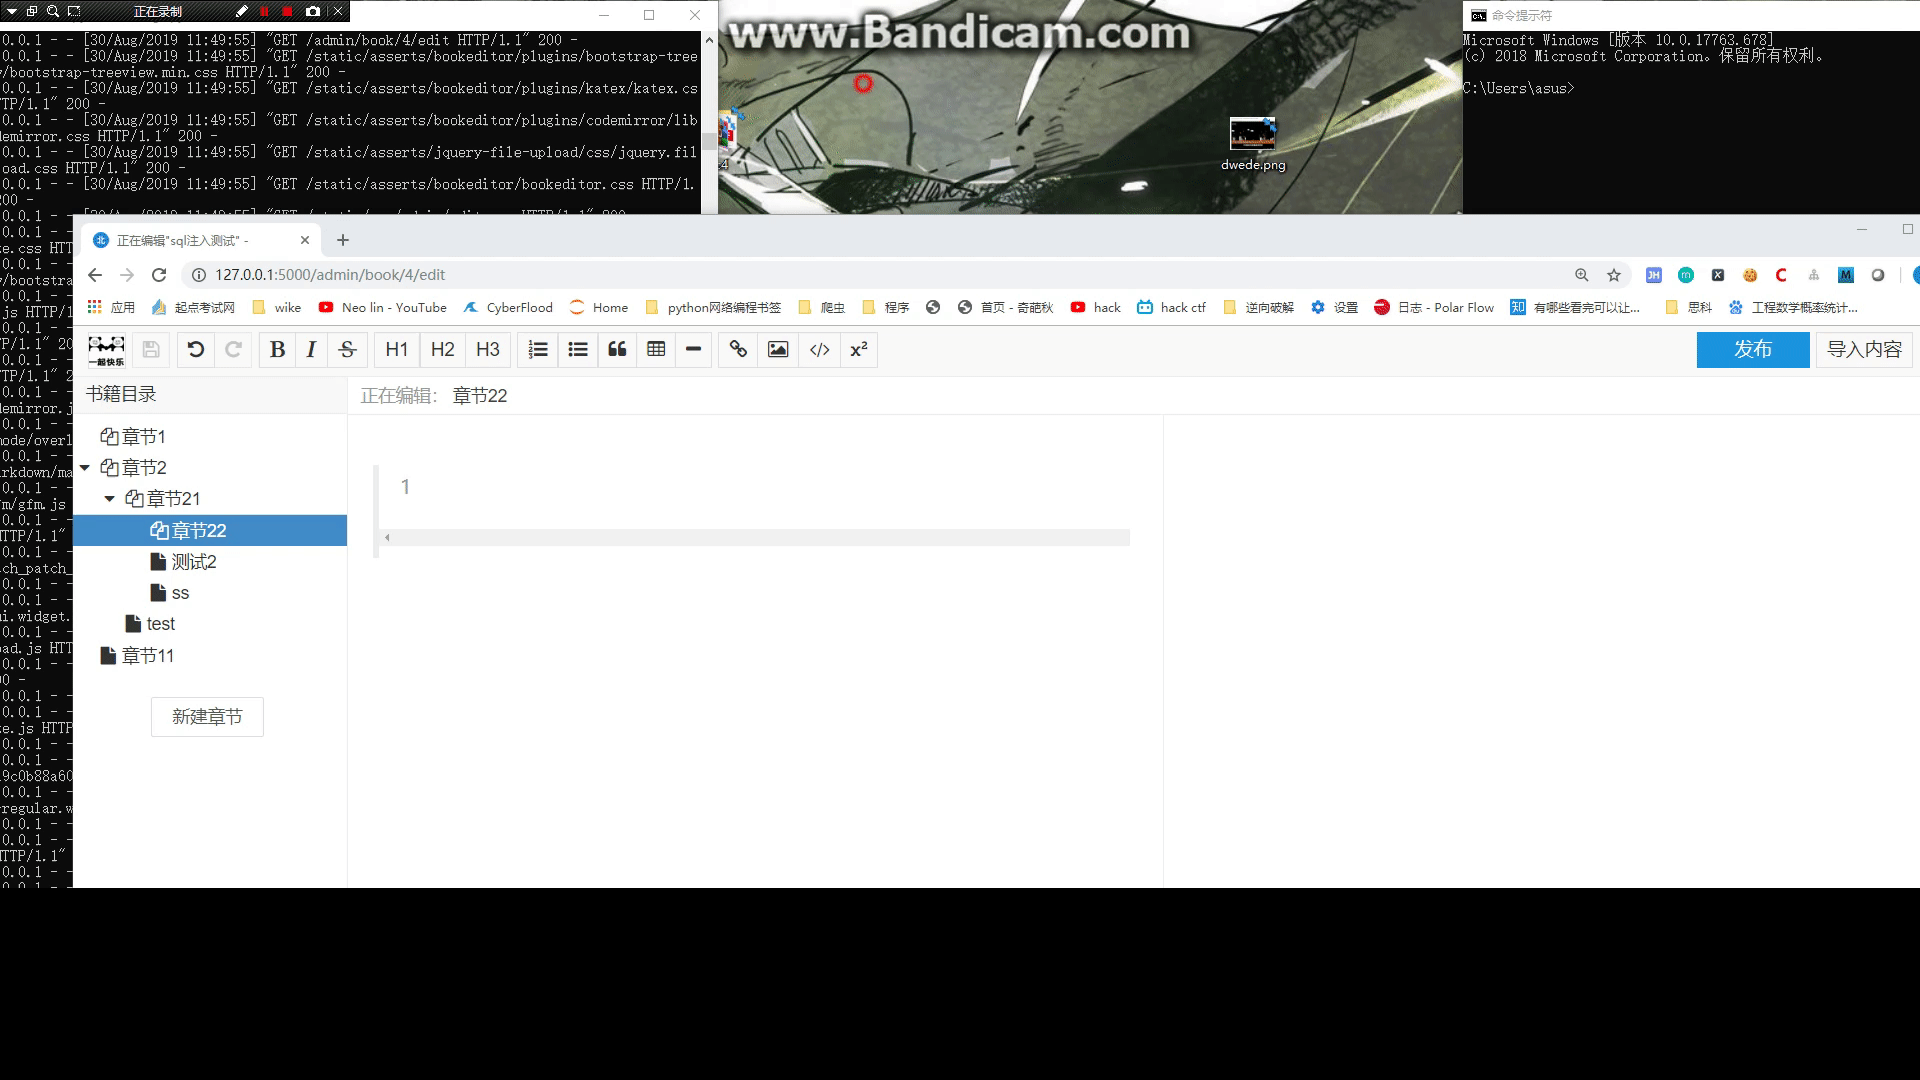 正在录制
0.0.1 - - [30/Aug/2019 11:49:55] "GET /admin/book/4/edit HTTP/1.1" 200 -
0.0.1 - - [30/Aug/2019 11:49:55] "GET /static/asserts/bookeditor/plugins/bootstrap-tree
y/bootstrap-treeview.min.css HTTP/1.1" 200 -
0.0.1 - - [30/Aug/2019 11:49:55] "GET /static/asserts/bookeditor/plugins/katex/katex.cs
TP/1.1" 200 -
0.0.1 - - [30/Aug/2019 11:49:55] "GET /static/asserts/bookeditor/plugins/codemirror/lib
demirror.css HTTP/1.1" 200 -
0.0.1 - - [30/Aug/2019 11:49:55] "GET /static/asserts/jquery-file-upload/css/jquery.fil
oad.css HTTP/1.1" 200 -
0.0.1 - - [30/Aug/2019 11:49:55] "GET /static/asserts/bookeditor/bookeditor.css HTTP/1.
200 -
www.Bandicam.com
dwede.png
命令提示符
Microsoft Windows [版本 10.0.17763.678]
(c) 2018 Microsoft Corporation。保留所有权利。
C:\Users\asus>
正在编辑"sql注入测试" -
127.0.0.1:5000/admin/book/4/edit
应用 起点考试网 wike Neo lin - YouTube CyberFlood Home python网络编程书签 爬虫 程序 首页 - 奇葩秋 hack hack ctf 逆向破解 设置 日志 - Polar Flow 有哪些看完可以让... 思科 工程数学概率统计...
一起快乐 B I S H1 H2 H3 x² 发布 导入内容
书籍目录
正在编辑: 章节22
章节1
章节2
章节21
章节22
测试2
ss
test
章节11
新建章节
1